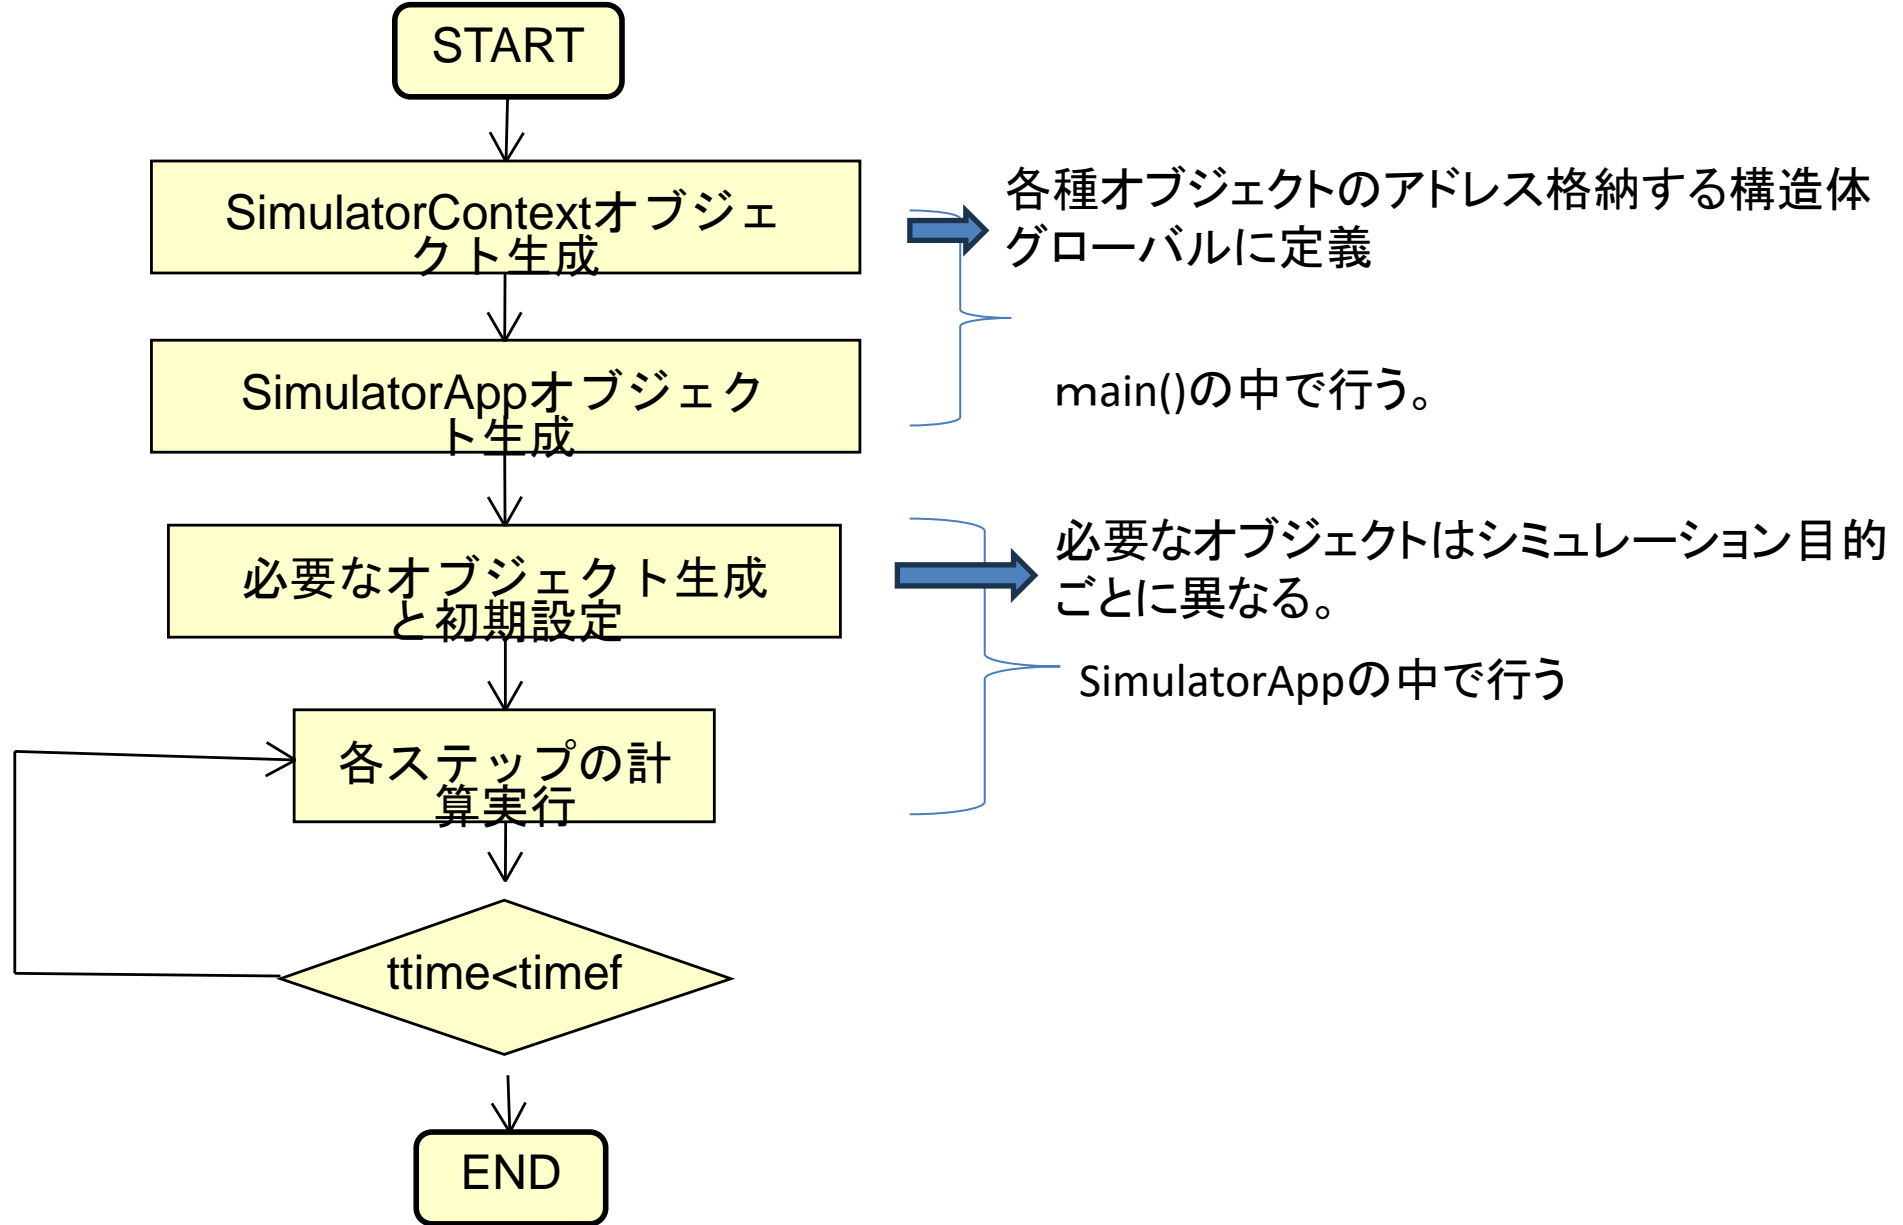 START
SimulatorContextオブジェ
クト生成
各種オブジェクトのアドレス格納する構造体
グローバルに定義
SimulatorAppオブジェク
ト生成
main()の中で行う。
必要なオブジェクト生成
と初期設定
必要なオブジェクトはシミュレーション目的
ごとに異なる。
SimulatorAppの中で行う
各ステップの計
算実行
ttime<timef
END